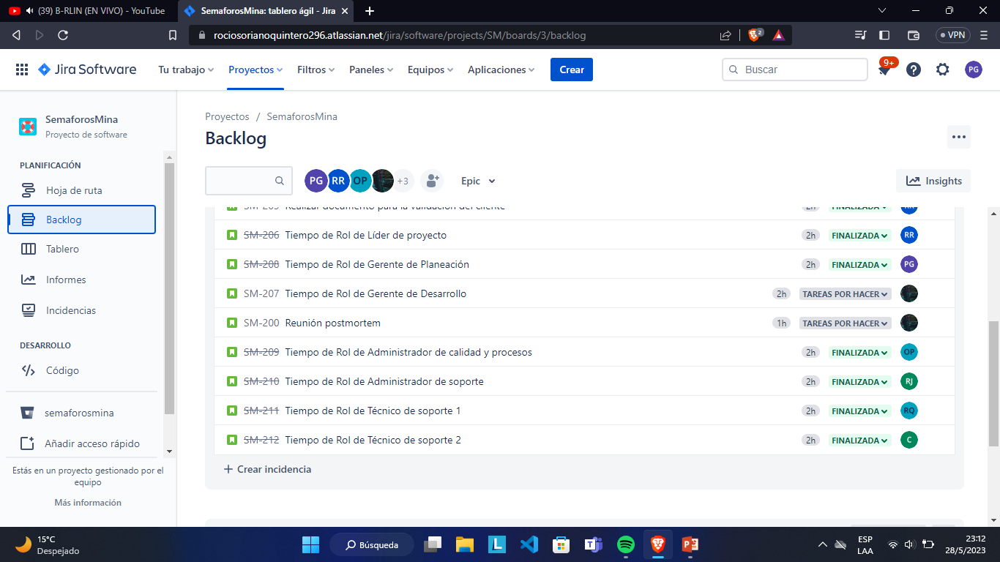 (39) B-RLIN (EN VIVO) - YouTube
SemaforosMina: tablero ágil - Jira
rociosorianoquintero296.atlassian.net/jira/software/projects/SM/boards/3/backlog
2
VPN
Jira Software
Tu trabajo
Proyectos
Filtros
Paneles
Equipos
Aplicaciones
Crear
Buscar
9+
PG
SemaforosMina
Proyecto de software
PLANIFICACIÓN
Hoja de ruta
Backlog
Tablero
Informes
Incidencias
DESARROLLO
Código
semaforosmina
Añadir acceso rápido
Estás en un proyecto gestionado por el
equipo
Más información
Proyectos / SemaforosMina
Backlog
PG RR OP +3
Epic
Insights
SM-205 Realizar documento para la validación del cliente 2h FINALIZADA RR
SM-206 Tiempo de Rol de Líder de proyecto 2h FINALIZADA RR
SM-208 Tiempo de Rol de Gerente de Planeación 2h FINALIZADA PG
SM-207 Tiempo de Rol de Gerente de Desarrollo 2h TAREAS POR HACER
SM-200 Reunión postmortem 1h TAREAS POR HACER
SM-209 Tiempo de Rol de Administrador de calidad y procesos 2h FINALIZADA OP
SM-210 Tiempo de Rol de Administrador de soporte 2h FINALIZADA RJ
SM-211 Tiempo de Rol de Técnico de soporte 1 2h FINALIZADA RQ
SM-212 Tiempo de Rol de Técnico de soporte 2 2h FINALIZADA C
+ Crear incidencia
15°C
Despejado
Búsqueda
ESP
LAA
23:12
28/5/2023